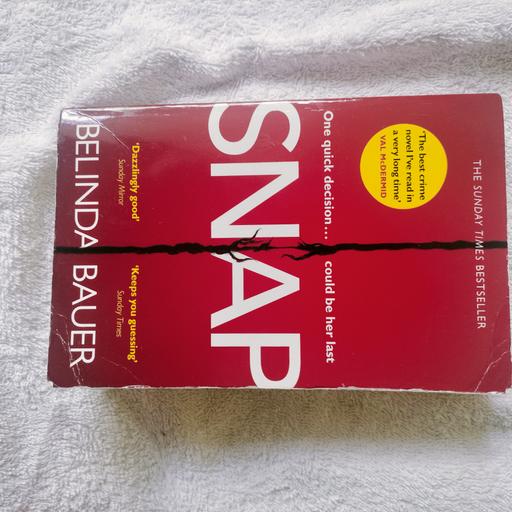 THE SUNDAY TIMES BESTSELLER
'The best crime
novel I've read in
a very long time'
VAL McDERMID
One quick decision... could be her last
SNAP
'Dazzlingly good'
Sunday Mirror
'Keeps you guessing'
Sunday Times
BELINDA BAUER